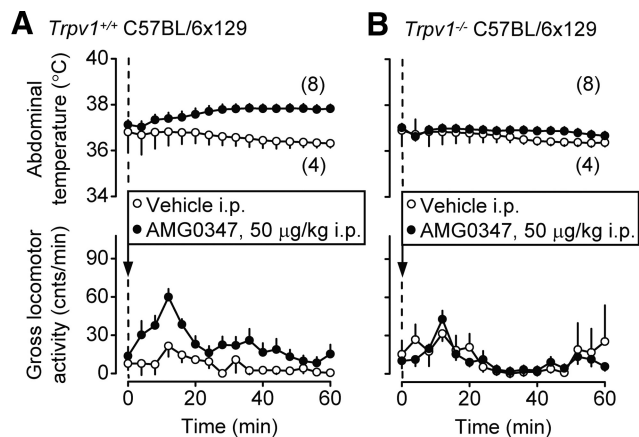 A Trpv1+/+ C57BL/6x129
Abdominal
temperature (°C)
40
38
36
34
(8)
(4)
Vehicle i.p.
AMG0347, 50 μg/kg i.p.
Gross locomotor
activity (cnts/min)
90
60
30
0
0 20 40 60
Time (min)
B Trpv1-/- C57BL/6x129
(8)
(4)
Vehicle i.p.
AMG0347, 50 μg/kg i.p.
0 20 40 60
Time (min)